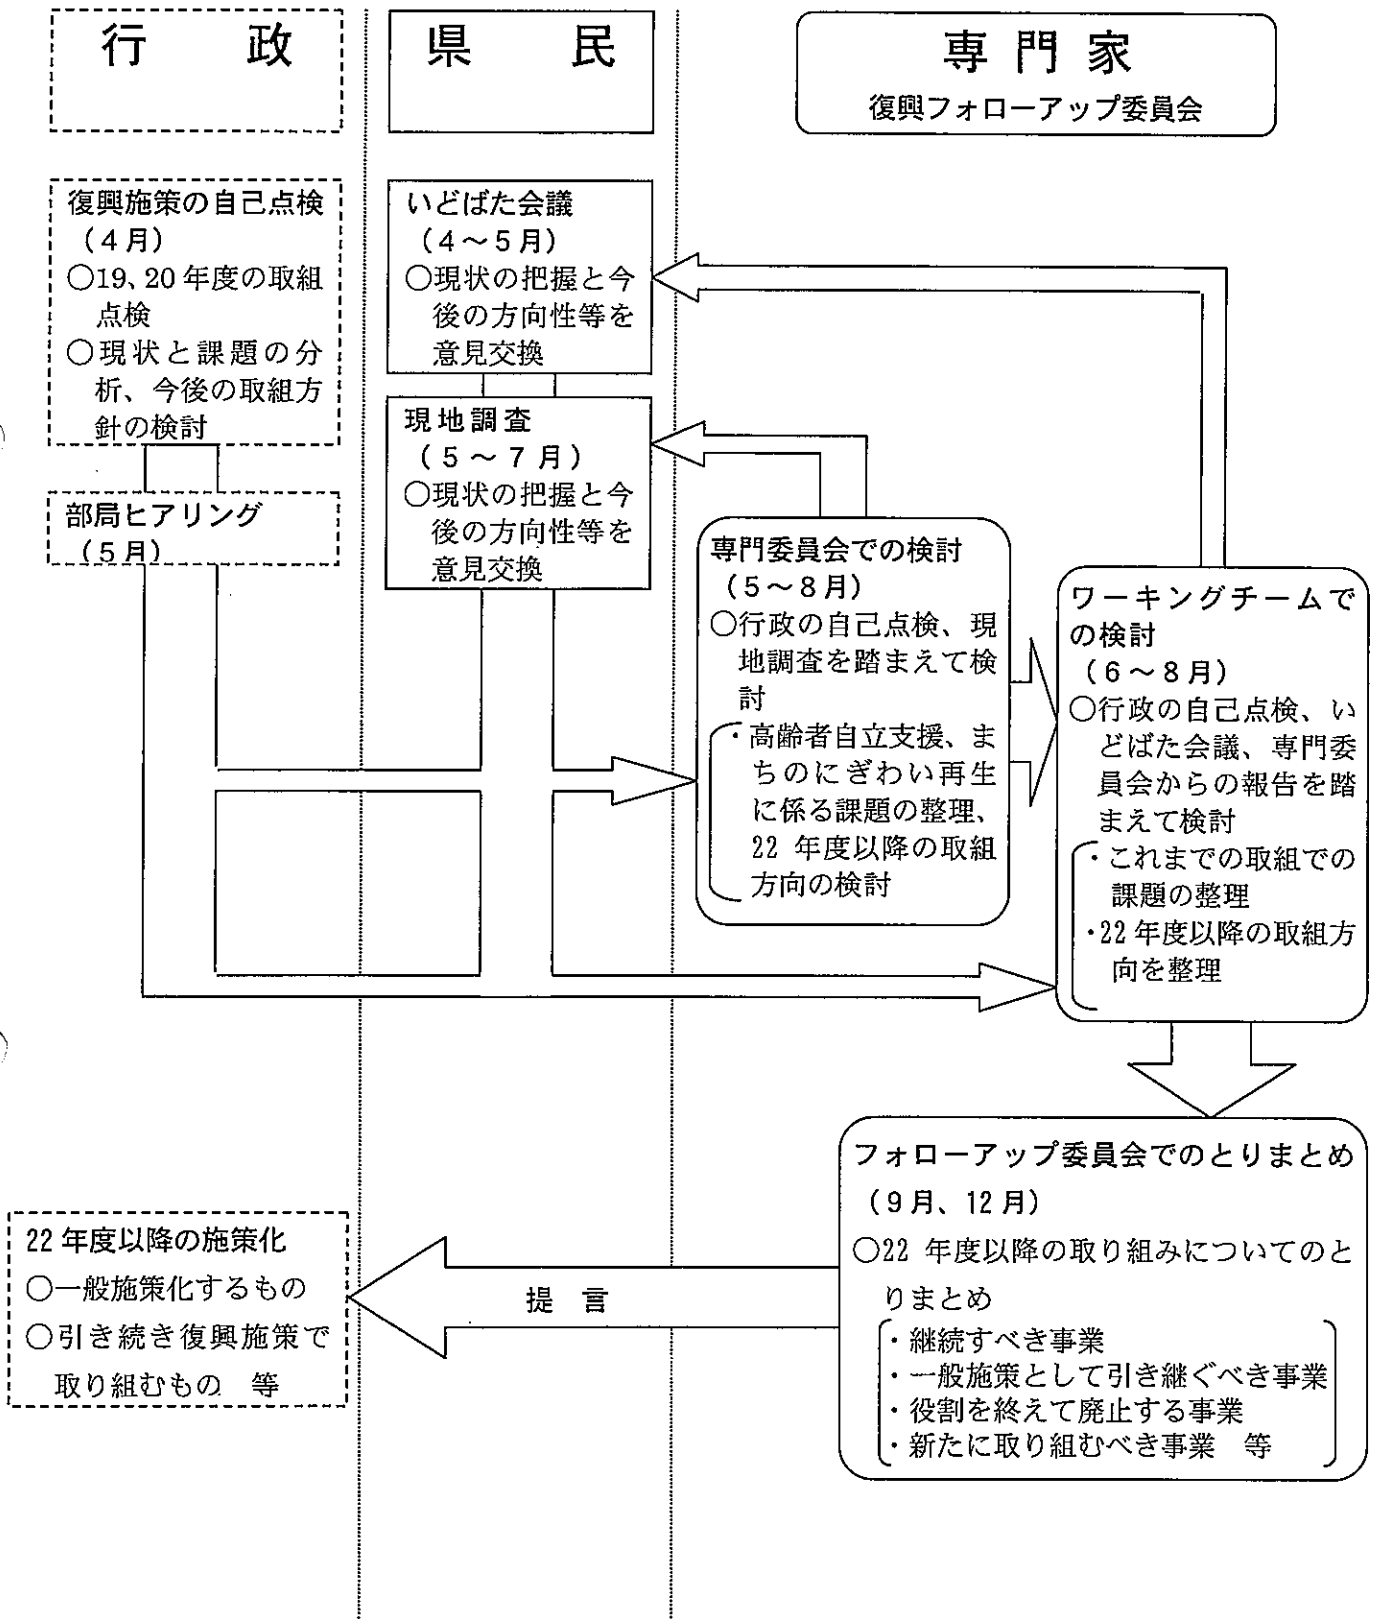 行 政
県 民
専 門 家
復興フォローアップ委員会
復興施策の自己点検
(4月)
○19、20年度の取組
点検
○現状と課題の分
析、今後の取組方
針の検討
部局ヒアリング
(5月)
いどばた会議
(4~5月)
○現状の把握と今
後の方向性等を
意見交換
現地調査
(5~7月)
○現状の把握と今
後の方向性等を
意見交換
専門委員会での検討
(5~8月)
○行政の自己点検、現
地調査を踏まえて検
討
・高齢者自立支援、ま
ちのにぎわい再生
に係る課題の整理、
22 年度以降の取組
方向の検討
ワーキングチームで
の検討
(6~8月)
○行政の自己点検、い
どばた会議、専門委
員会からの報告を踏
まえて検討
・これまでの取組での
課題の整理
・22年度以降の取組方
向を整理
フォローアップ委員会でのとりまとめ
(9月、12月)
○22 年度以降の取り組みについてのと
りまとめ
・継続すべき事業
・一般施策として引き継ぐべき事業
・役割を終えて廃止する事業
・新たに取り組むべき事業 等
提 言
22年度以降の施策化
○一般施策化するもの
○引き続き復興施策で
取り組むもの 等